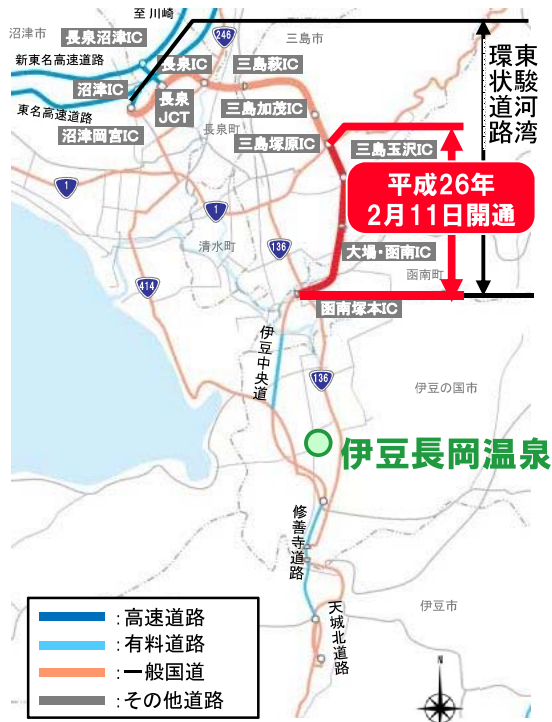 至 川崎
沼津市
長泉沼津IC
246
三島市
新東名高速道路
長泉IC
三島萩IC
沼津IC
長泉
JCT
三島加茂IC
東名高速道路
沼津岡宮IC
長泉町
三島塚原IC
三島玉沢IC
東駿河湾
環状道路
平成26年
2月11日開通
1
1
136
清水町
大場・函南IC
函南町
414
函南塚本IC
伊豆中央道
136
伊豆の国市
伊豆長岡温泉
修善寺道路
伊豆市
天城北道路
:高速道路
:有料道路
:一般国道
:その他道路
N